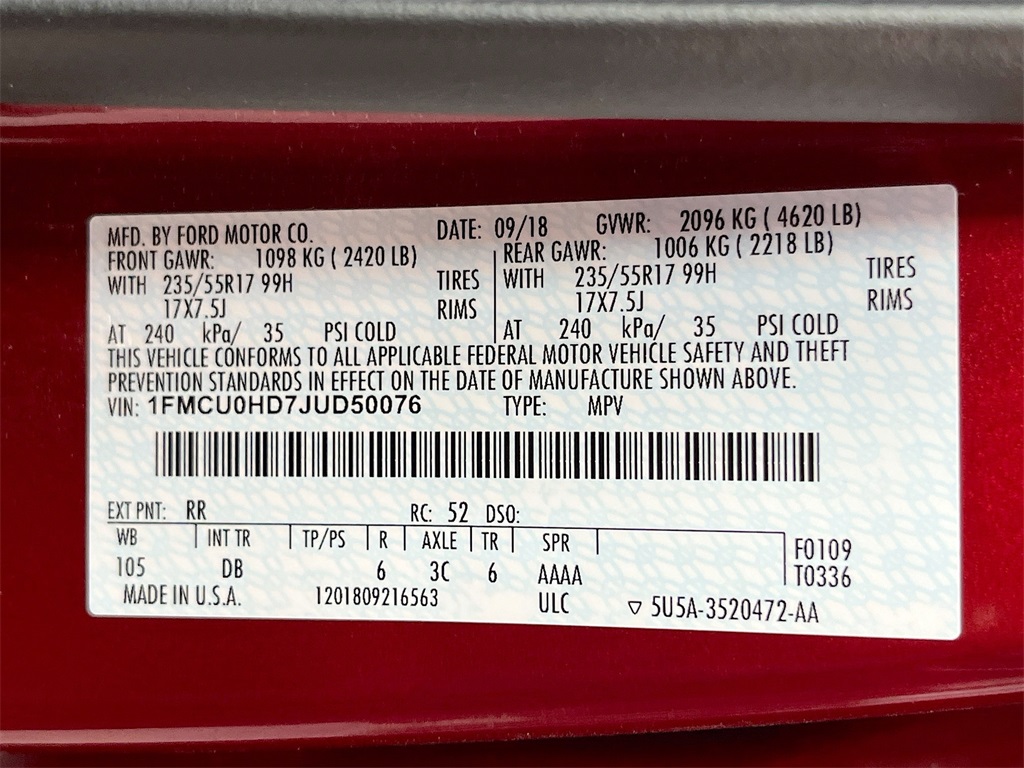 MFD. BY FORD MOTOR CO. DATE: 09/18 GVWR: 2096 KG ( 4620 LB)
FRONT GAWR: 1098 KG ( 2420 LB) REAR GAWR: 1006 KG ( 2218 LB)
WITH 235/55R17 99H TIRES WITH 235/55R17 99H TIRES
17X7.5J RIMS 17X7.5J RIMS
AT 240 kPa/ 35 PSI COLD AT 240 kPa/ 35 PSI COLD
THIS VEHICLE CONFORMS TO ALL APPLICABLE FEDERAL MOTOR VEHICLE SAFETY AND THEFT
PREVENTION STANDARDS IN EFFECT ON THE DATE OF MANUFACTURE SHOWN ABOVE.
VIN: 1FMCU0HD7JUD50076 TYPE: MPV
EXT PNT: RR RC: 52 DSO:
WB INT TR TP/PS R AXLE TR SPR F0109
105 DB 6 3C 6 AAAA T0336
MADE IN U.S.A. 1201809216563 ULC ▽ 5U5A-3520472-AA